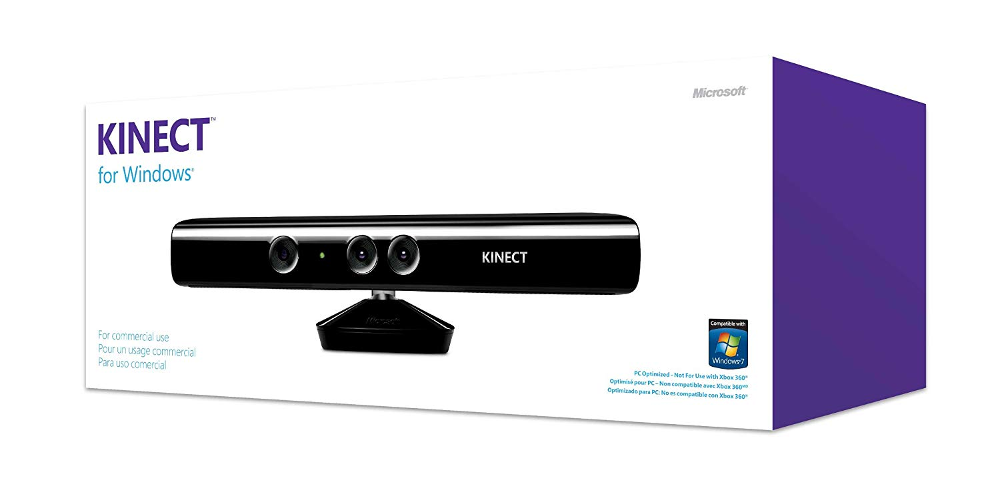 KINECT™
for Windows®
Microsoft®
KINECT
Microsoft
For commercial use
Pour un usage commercial
Para uso comercial
Compatible with
Windows®7
PC Optimized - Not For Use with Xbox 360®
Optimisé pour PC – Non compatible avec Xbox 360MD
Optimizado para PC: No es compatible con Xbox 360®